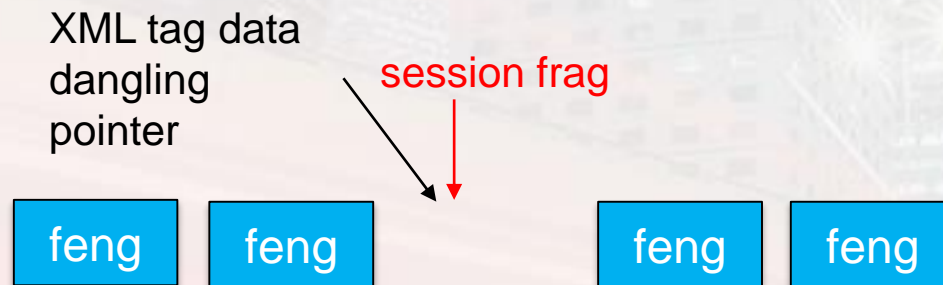 XML tag data
dangling
pointer
session frag
feng feng feng feng